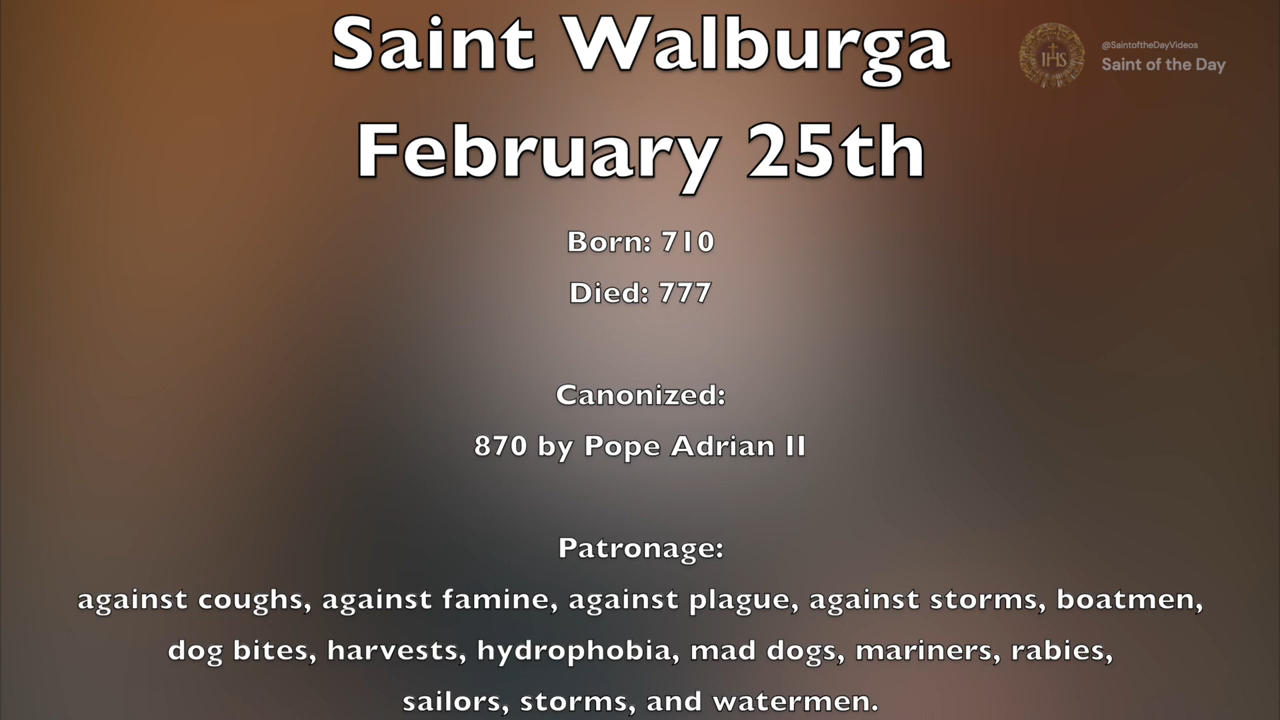 Saint Walburga
@SaintoftheDayVideos
IHS
Saint of the Day
February 25th
Born: 710
Died: 777
Canonized:
870 by Pope Adrian II
Patronage:
against coughs, against famine, against plague, against storms, boatmen,
dog bites, harvests, hydrophobia, mad dogs, mariners, rabies,
sailors, storms, and watermen.